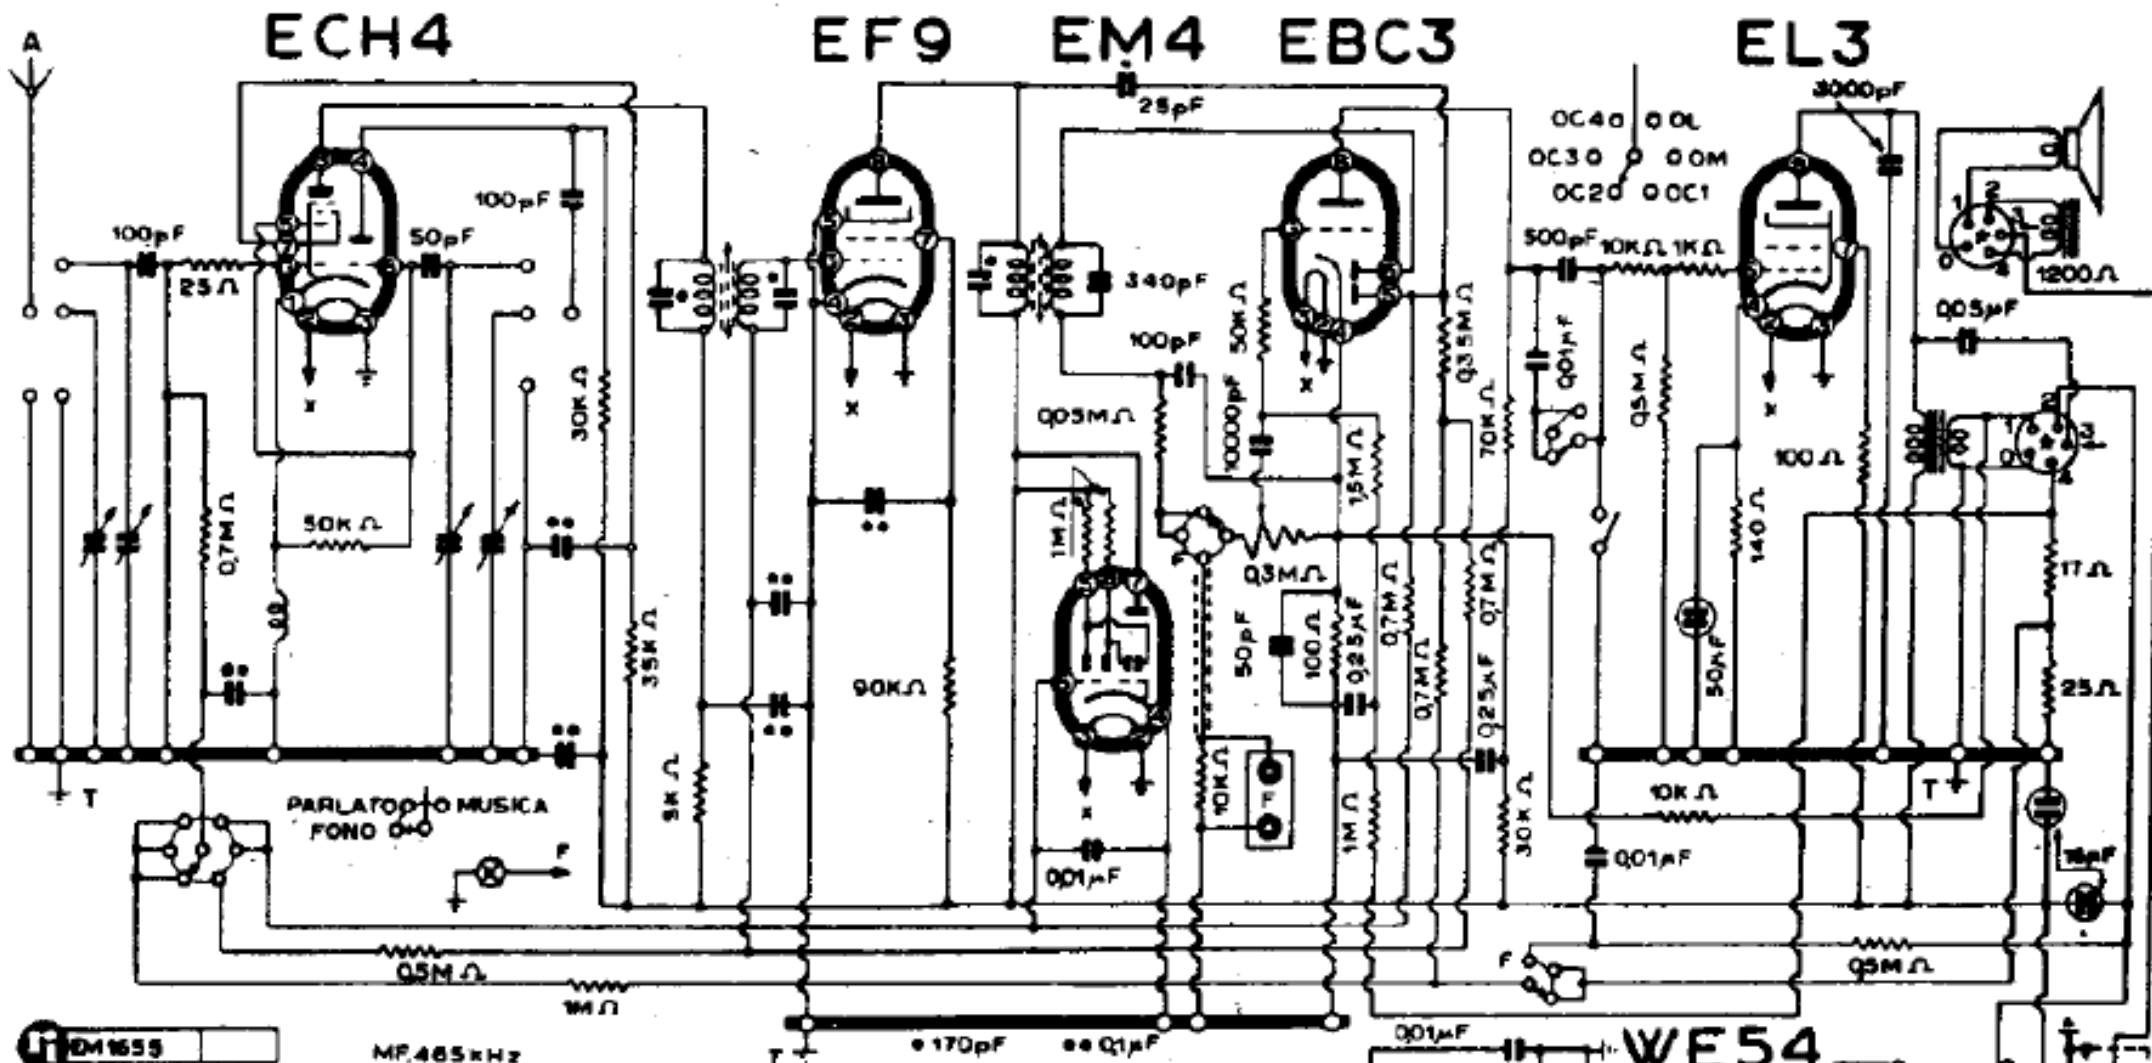 ECH4
EF9
EM4
EBC3
EL3
A
25pF
3000pF
OC4
OL
OC3
OM
OC2
OC1
100pF
50pF
100pF
25Ω
340pF
500pF
10KΩ
1KΩ
1200Ω
0,05µF
100pF
50KΩ
0,35MΩ
0,01µF
0,5MΩ
30KΩ
0,05MΩ
10000pF
1,5MΩ
70KΩ
100Ω
0,7MΩ
50KΩ
1MΩ
0,3MΩ
140Ω
17Ω
35KΩ
90KΩ
50pF
100Ω
0,25µF
0,7MΩ
0,7MΩ
0,7MΩ
0,25µF
50µF
25Ω
T
PARLATO
MUSICA
FONO
F
5KΩ
10KΩ
F
1MΩ
30KΩ
10KΩ
T
0,01µF
0,01µF
16µF
0,5MΩ
1MΩ
F
0,5MΩ
EM1655
MF.465KHz
T
• 170pF
•• 0,1µF
0,01µF
WE54